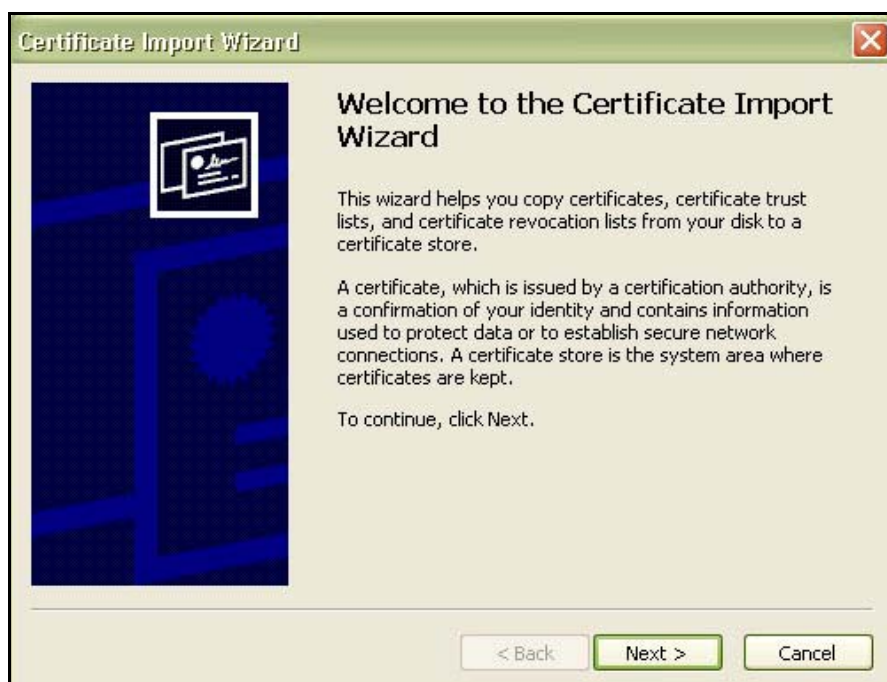 Certificate Import Wizard
Welcome to the Certificate Import
Wizard
This wizard helps you copy certificates, certificate trust
lists, and certificate revocation lists from your disk to a
certificate store.
A certificate, which is issued by a certification authority, is
a confirmation of your identity and contains information
used to protect data or to establish secure network
connections. A certificate store is the system area where
certificates are kept.
To continue, click Next.
< Back
Next >
Cancel